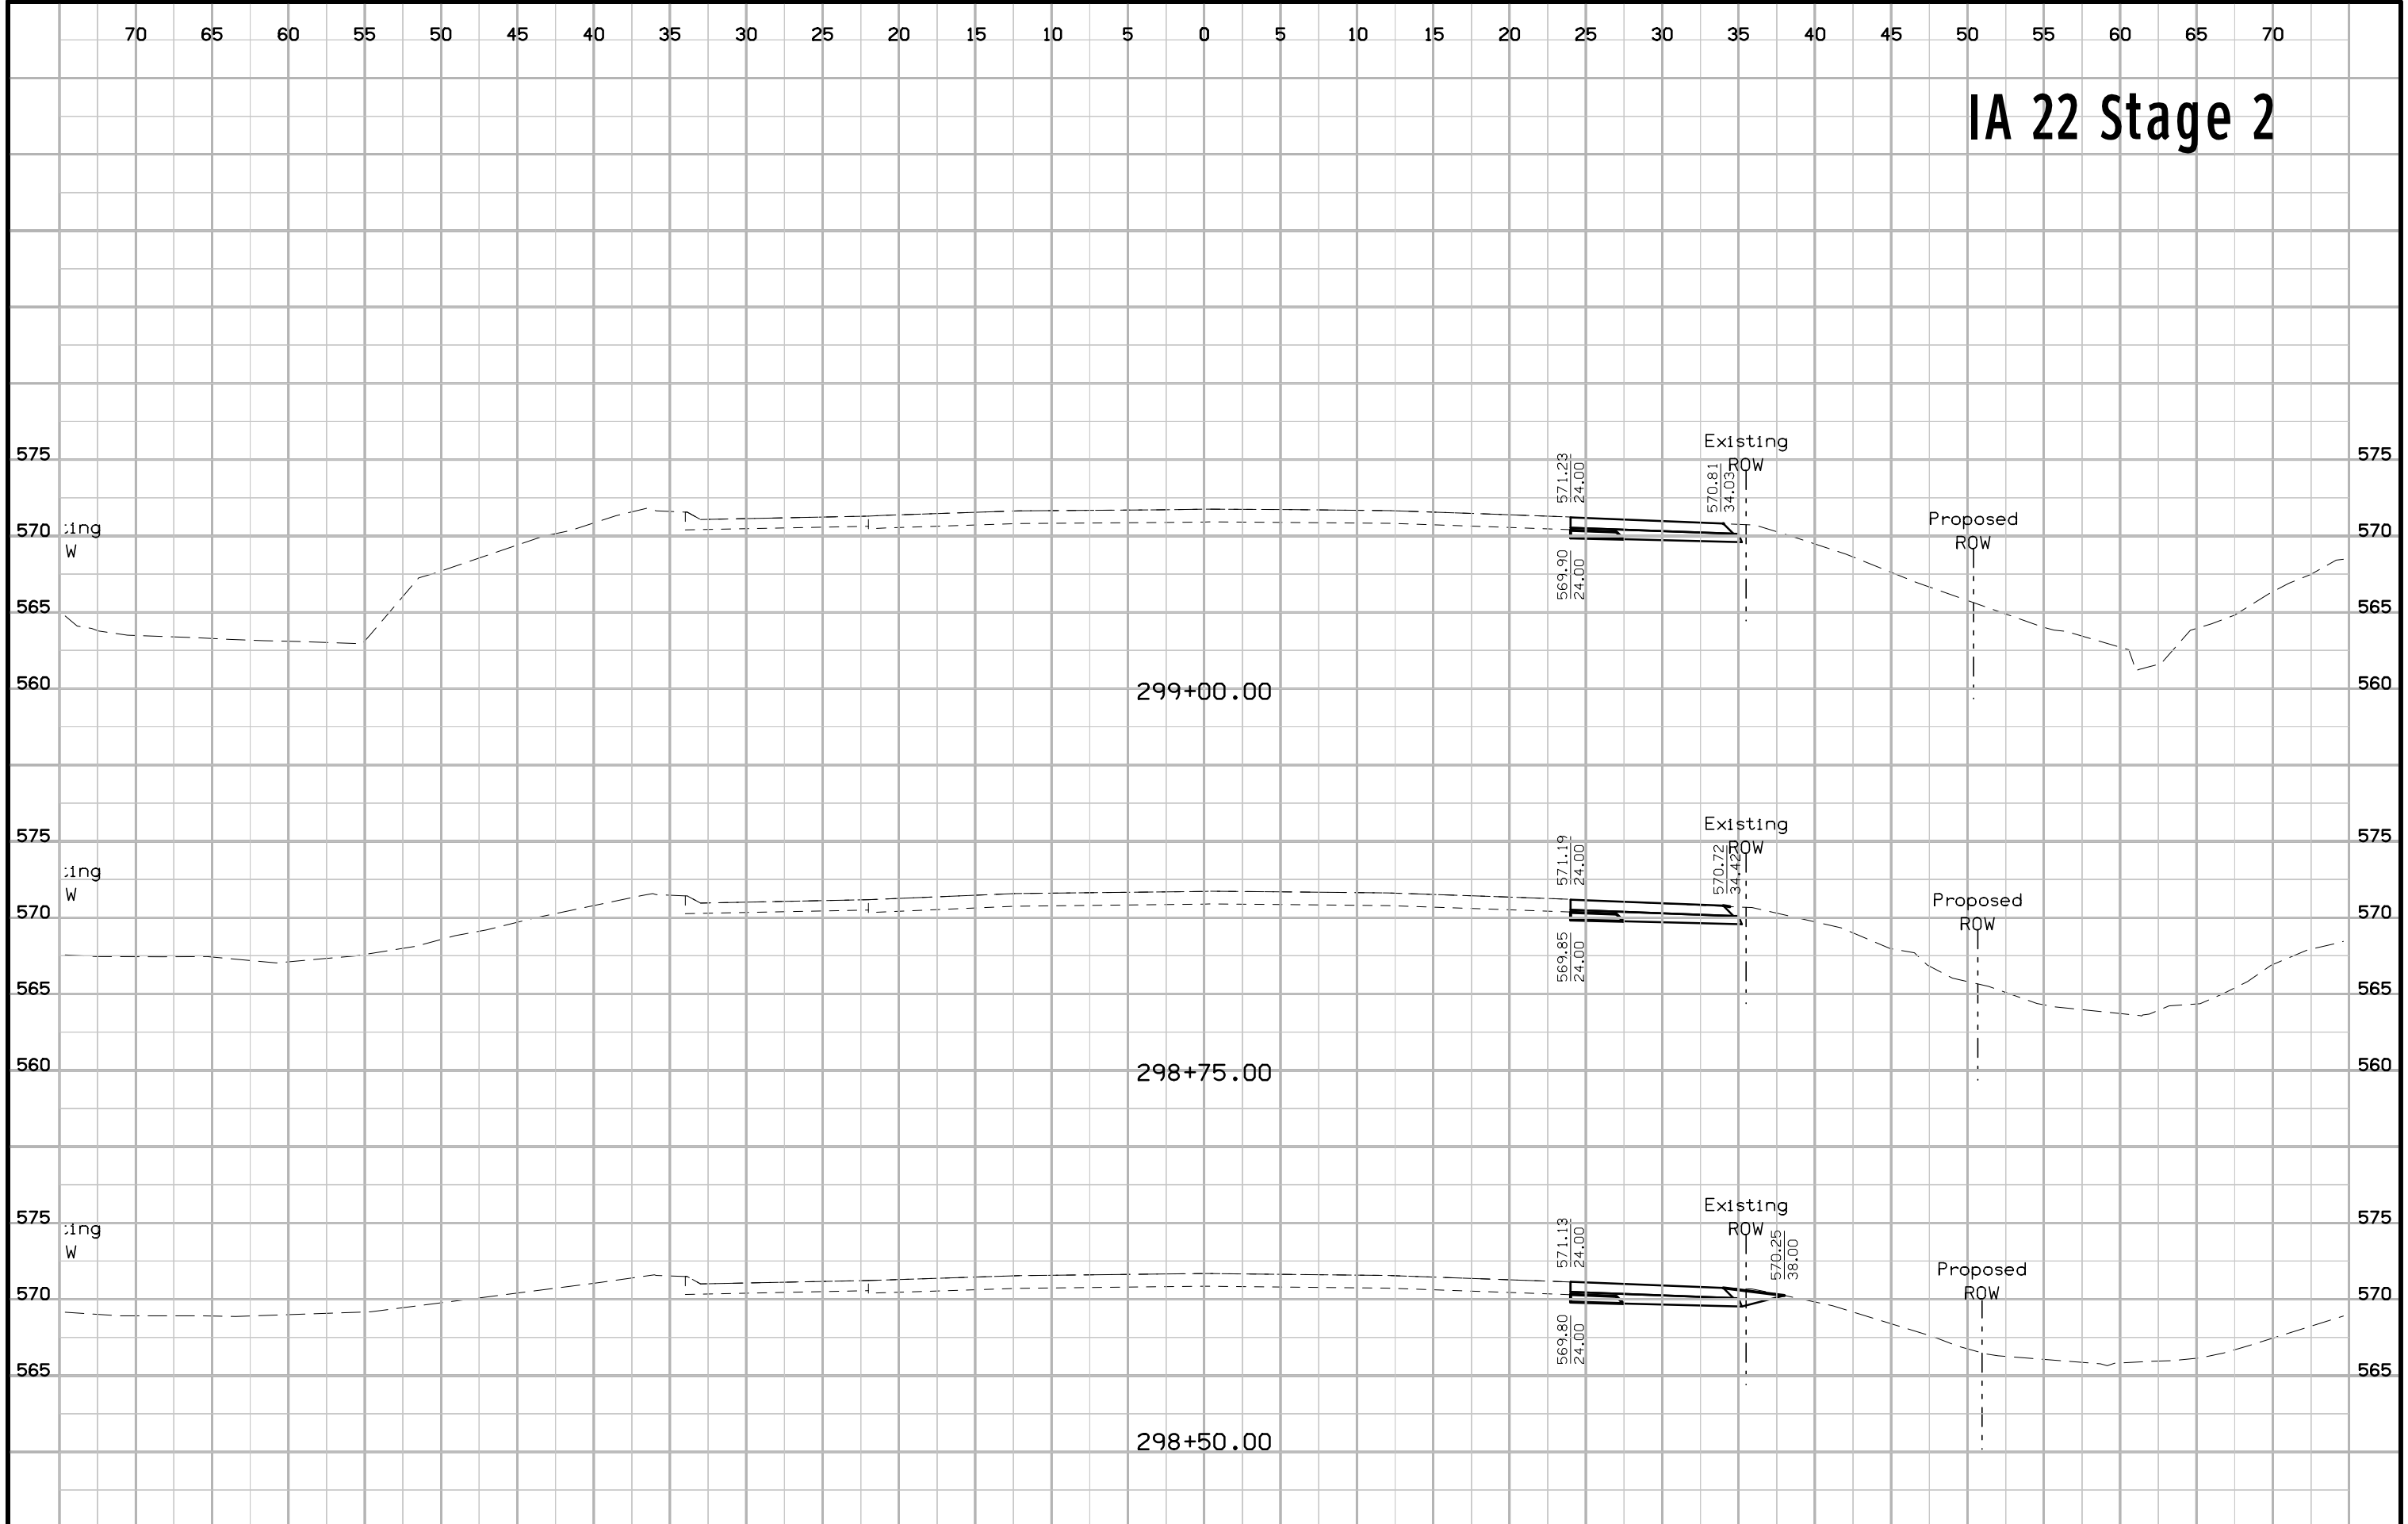 70 65 60 55 50 45 40 35 30 25 20 15 10 5 0 5 10 15 20 25 30 35 40 45 50 55 60 65 70
IA 22 Stage 2
Existing
ROW
575 571.23 24.00 570.81 34.03 575
Proposed
ROW
570 ing W 570
569.90 24.00
565 565
560 299+00.00 560
Existing
ROW
575 571.19 24.00 570.72 34.42 575
ing
W
Proposed
ROW
570 570
569.85 24.00
565 565
560 298+75.00 560
Existing
ROW
575 ing W 571.13 24.00 570.25 38.00 575
Proposed
ROW
570 570
569.80 24.00
565 565
298+50.00